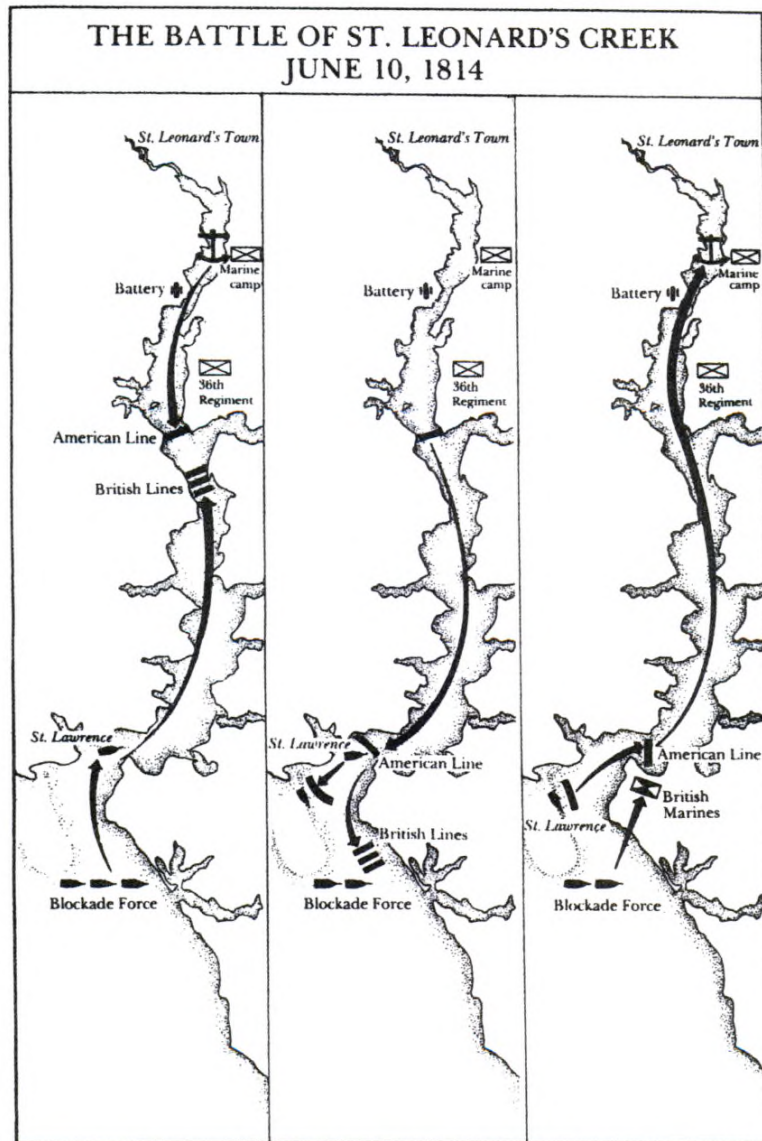 THE BATTLE OF ST. LEONARD'S CREEK
JUNE 10, 1814
St. Leonard's Town
Marine
camp
Battery
36th
Regiment
American Line
British Lines
St. Lawrence
Blockade Force
St. Leonard's Town
Marine
camp
Battery
36th
Regiment
St. Lawrence
American Line
British Lines
Blockade Force
St. Leonard's Town
Marine
camp
Battery
36th
Regiment
American Line
British
Marines
St. Lawrence
Blockade Force